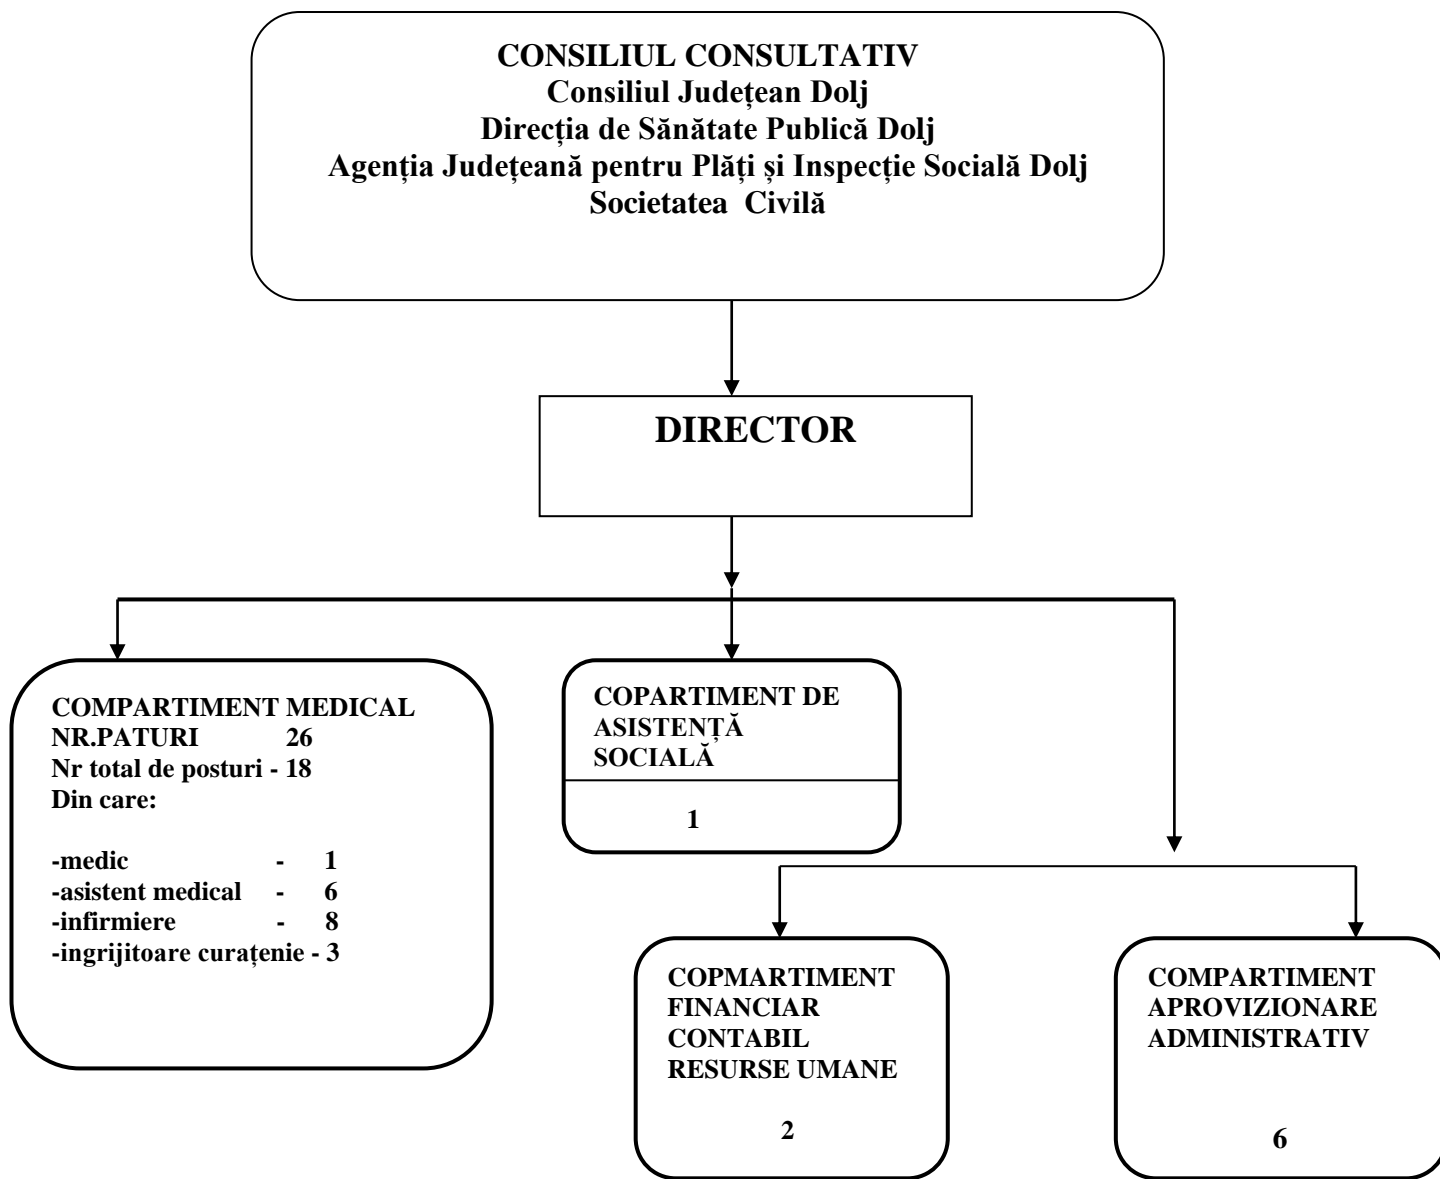 CONSILIUL CONSULTATIV
Consiliul Județean Dolj
Direcția de Sănătate Publică Dolj
Agenția Județeană pentru Plăți și Inspecție Socială Dolj
Societatea Civilă
DIRECTOR
COMPARTIMENT MEDICAL
NR.PATURI 26
Nr total de posturi - 18
Din care:
-medic - 1
-asistent medical - 6
-infirmiere - 8
-ingrijitoare curațenie - 3
COPARTIMENT DE
ASISTENȚĂ
SOCIALĂ
1
COPMARTIMENT
FINANCIAR
CONTABIL
RESURSE UMANE
2
COMPARTIMENT
APROVIZIONARE
ADMINISTRATIV
6